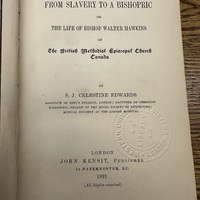 FROM SLAVERY TO A BISHOPRIC
OR
THE LIFE OF BISHOP WALTER HAWKINS
OF
The British Methodist Episcopal Church
Canada
BY
S. J. CELESTINE EDWARDS
LONDON
JOHN KENSIT, PUBLISHER
18 PATERNOSTER, EC.
1891
[All Rights reserved]